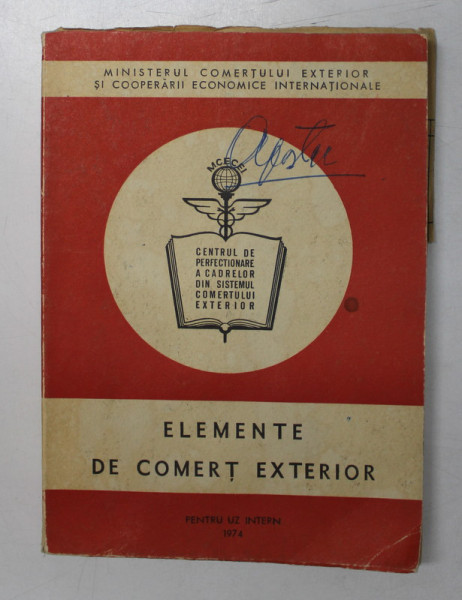 MINISTERUL COMERȚULUI EXTERIOR
ȘI COOPERĂRII ECONOMICE INTERNAȚIONALE
MCECEI
CENTRUL DE
PERFECTIONARE
A CADRELOR
DIN SISTEMUL
COMERTULUI
EXTERIOR
ELEMENTE
DE COMERȚ EXTERIOR
PENTRU UZ INTERN
1974